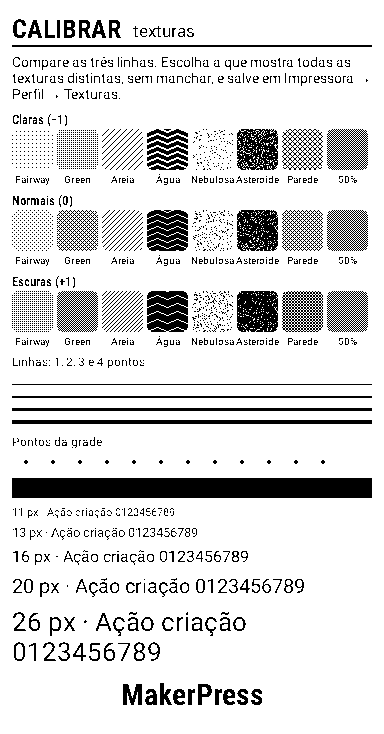 CALIBRAR texturas
Compare as três linhas. Escolha a que mostra todas as
texturas distintas, sem manchar, e salve em Impressora →
Perfil → Texturas.
Claras (−1)
Fairway Green Areia Água Nebulosa Asteroide Parede 50%
Normais (0)
Fairway Green Areia Água Nebulosa Asteroide Parede 50%
Escuras (+1)
Fairway Green Areia Água Nebulosa Asteroide Parede 50%
Linhas: 1, 2, 3 e 4 pontos
Pontos da grade
11 px · Ação criação 0123456789
13 px · Ação criação 0123456789
16 px · Ação criação 0123456789
20 px · Ação criação 0123456789
26 px · Ação criação
0123456789
MakerPress